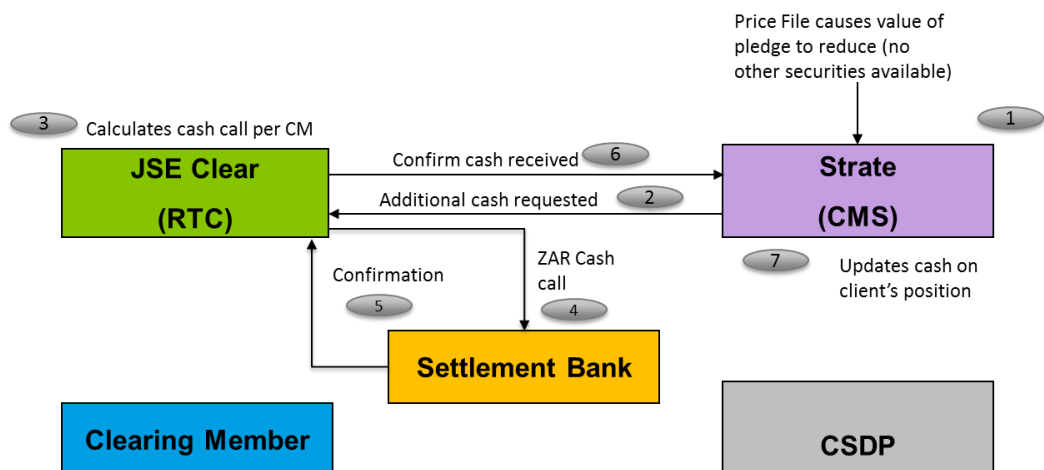 Price File causes value of
pledge to reduce (no
other securities available)
1
3
Calculates cash call per CM
JSE Clear
(RTC)
Confirm cash received
6
Additional cash requested
2
Strate
(CMS)
7
Updates cash on
client's position
Confirmation
5
ZAR Cash
call
4
Settlement Bank
Clearing Member
CSDP